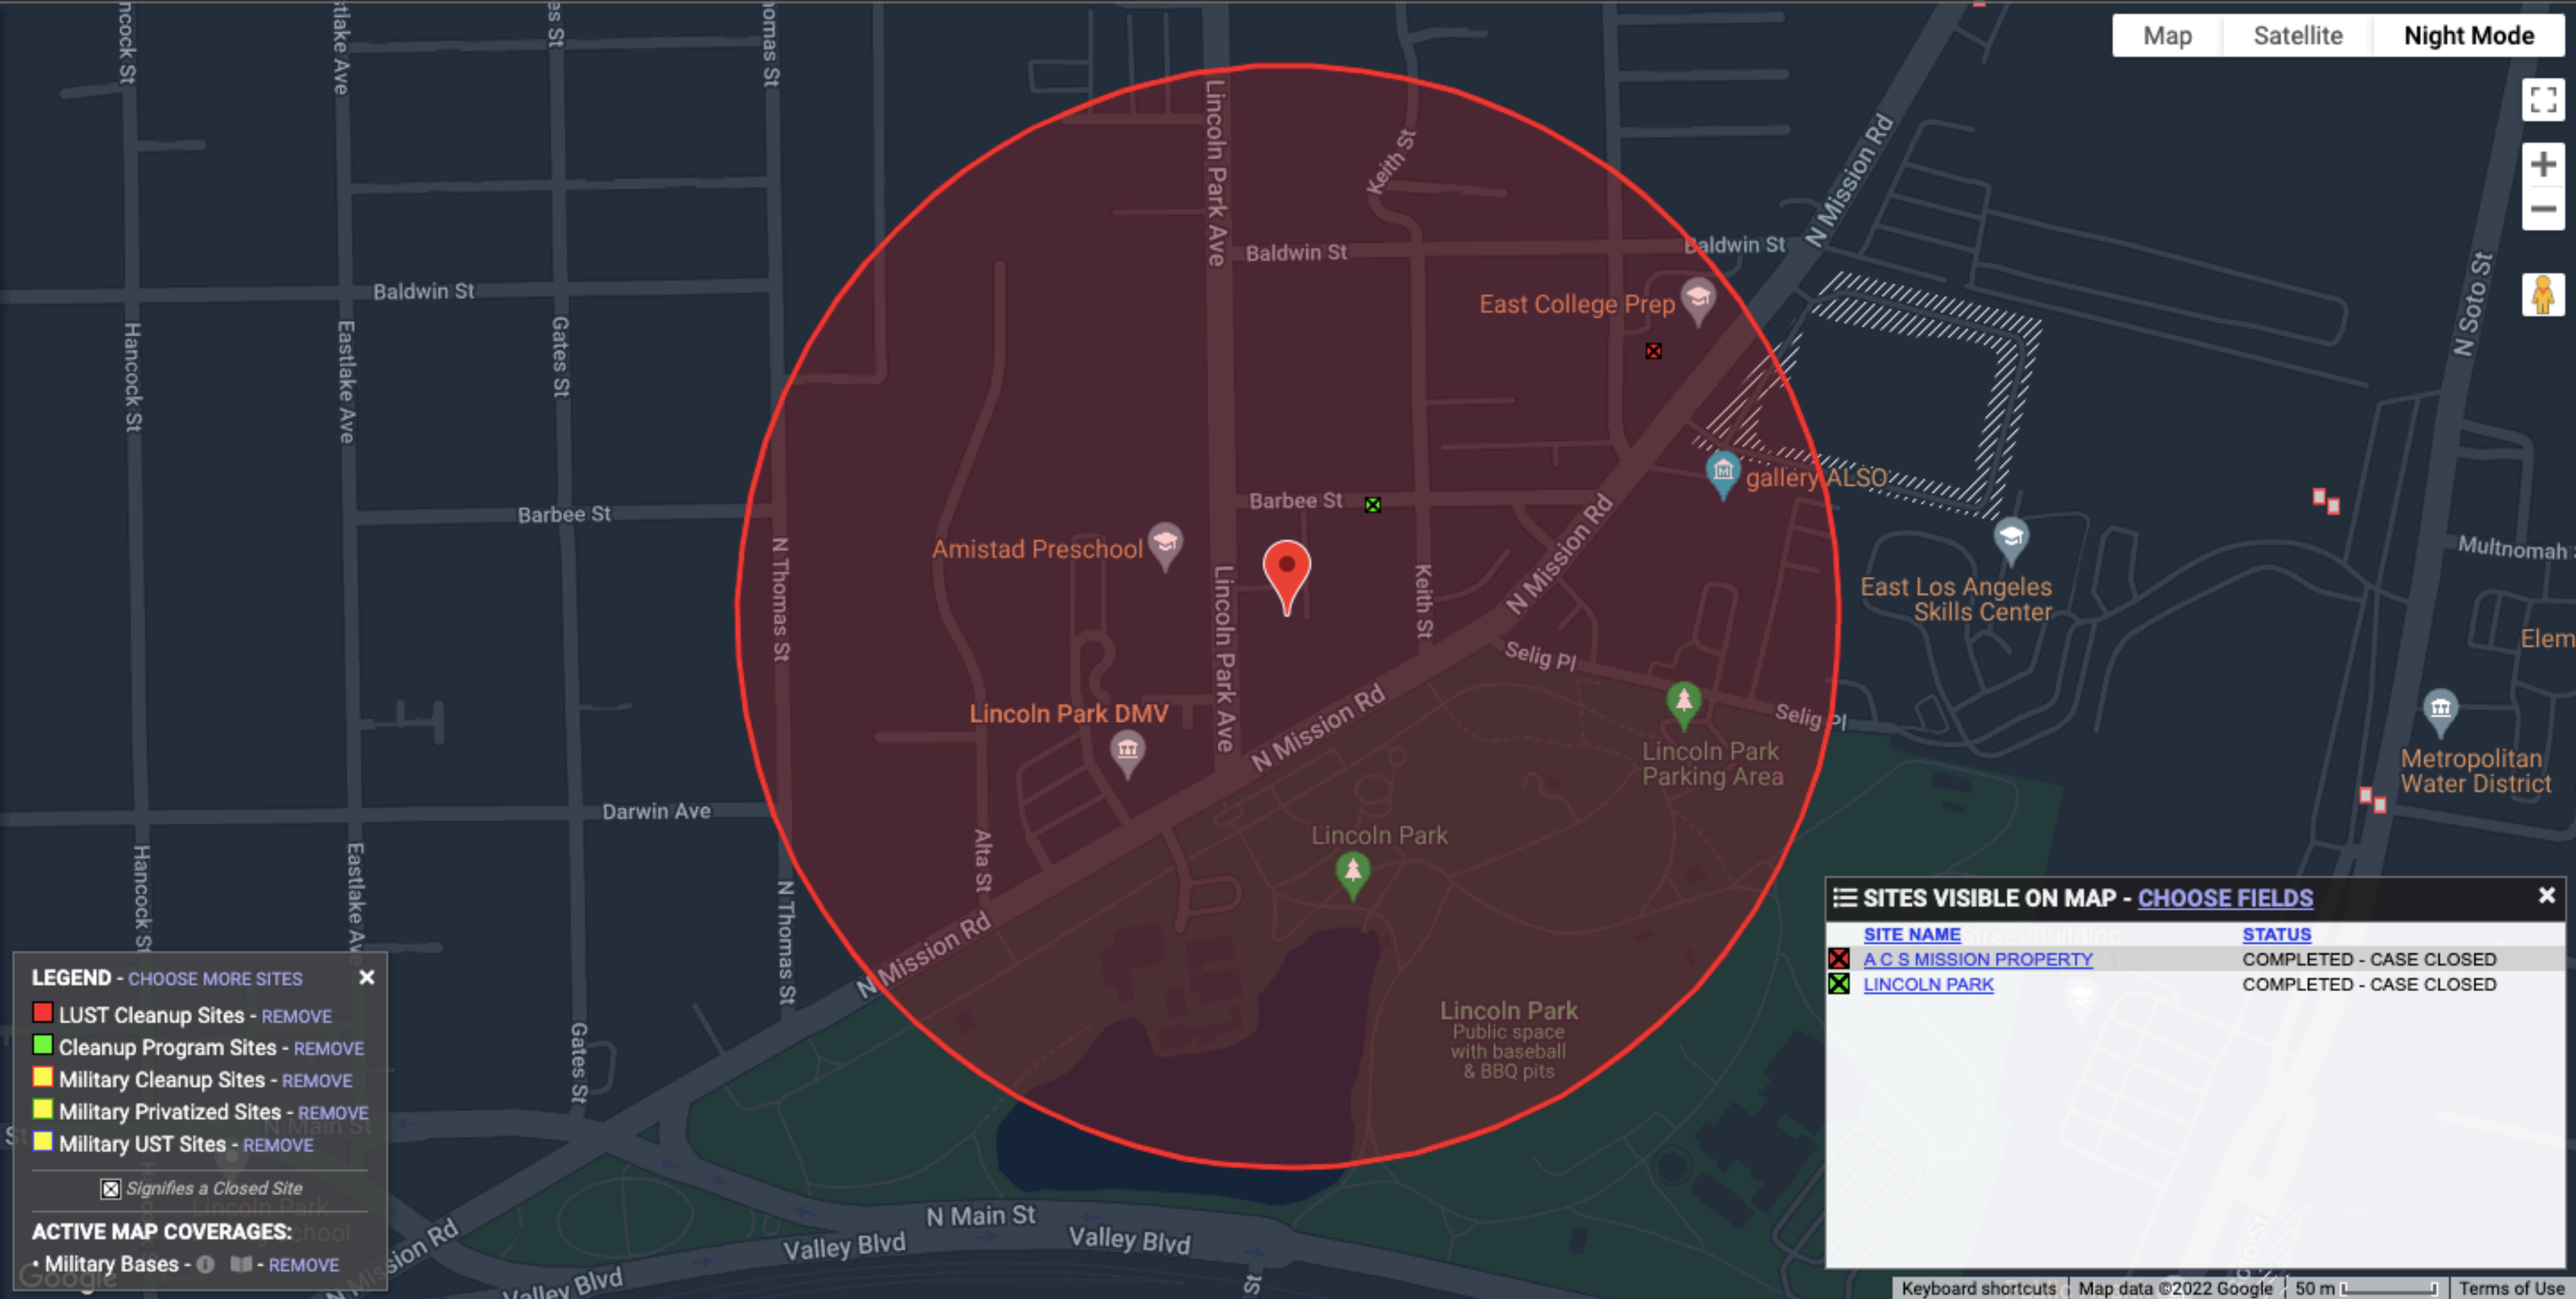 Map
Satellite
Night Mode
Lincoln Park Ave
Keith St
N Mission Rd
Baldwin St
Baldwin St
Baldwin St
N Soto St
East College Prep
Hancock St
Eastlake Ave
Gates St
gallery ALSO
Barbee St
Barbee St
Amistad Preschool
N Thomas St
Lincoln Park Ave
Keith St
N Mission Rd
Multnomah
East Los Angeles
Skills Center
Elem
Selig Pl
Selig Pl
Lincoln Park DMV
N Mission Rd
Lincoln Park
Parking Area
Metropolitan
Water District
Darwin Ave
Lincoln Park
Alta St
Hancock St
Eastlake Av
N Thomas St
N Mission Rd
Gates St
Lincoln Park
Public space
with baseball
& BBQ pits
SITES VISIBLE ON MAP - CHOOSE FIELDS
SITE NAME STATUS
A C S MISSION PROPERTY COMPLETED - CASE CLOSED
LINCOLN PARK COMPLETED - CASE CLOSED
LEGEND - CHOOSE MORE SITES
LUST Cleanup Sites - REMOVE
Cleanup Program Sites - REMOVE
Military Cleanup Sites - REMOVE
Military Privatized Sites - REMOVE
Military UST Sites - REMOVE
Signifies a Closed Site
ACTIVE MAP COVERAGES:
• Military Bases - - REMOVE
Google
N Main St
N Main St
Valley Blvd
Valley Blvd
Valley Blvd
N Mission Rd
St
Keyboard shortcuts
Map data ©2022 Google
50 m
Terms of Use